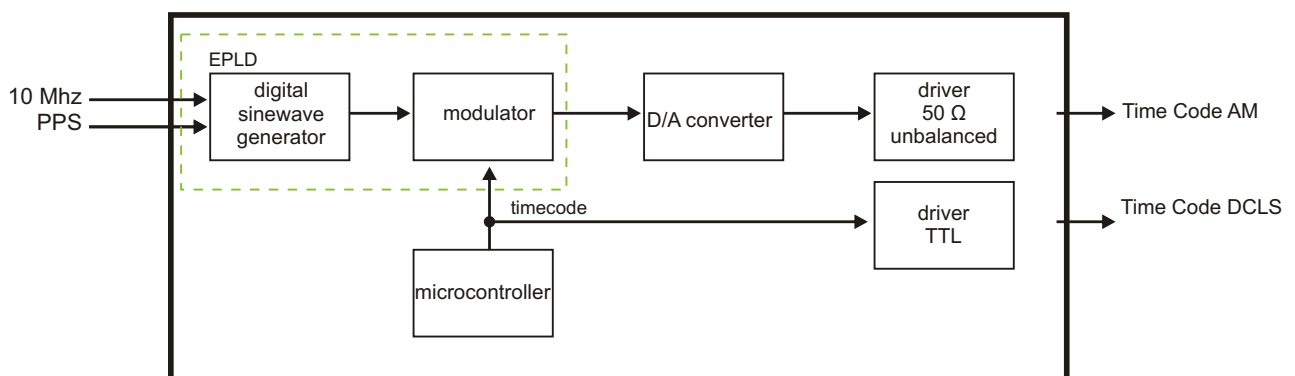 EPLD
10 Mhz
PPS
digital
sinewave
generator
modulator
D/A converter
driver
50 Ω
unbalanced
Time Code AM
timecode
driver
TTL
Time Code DCLS
microcontroller